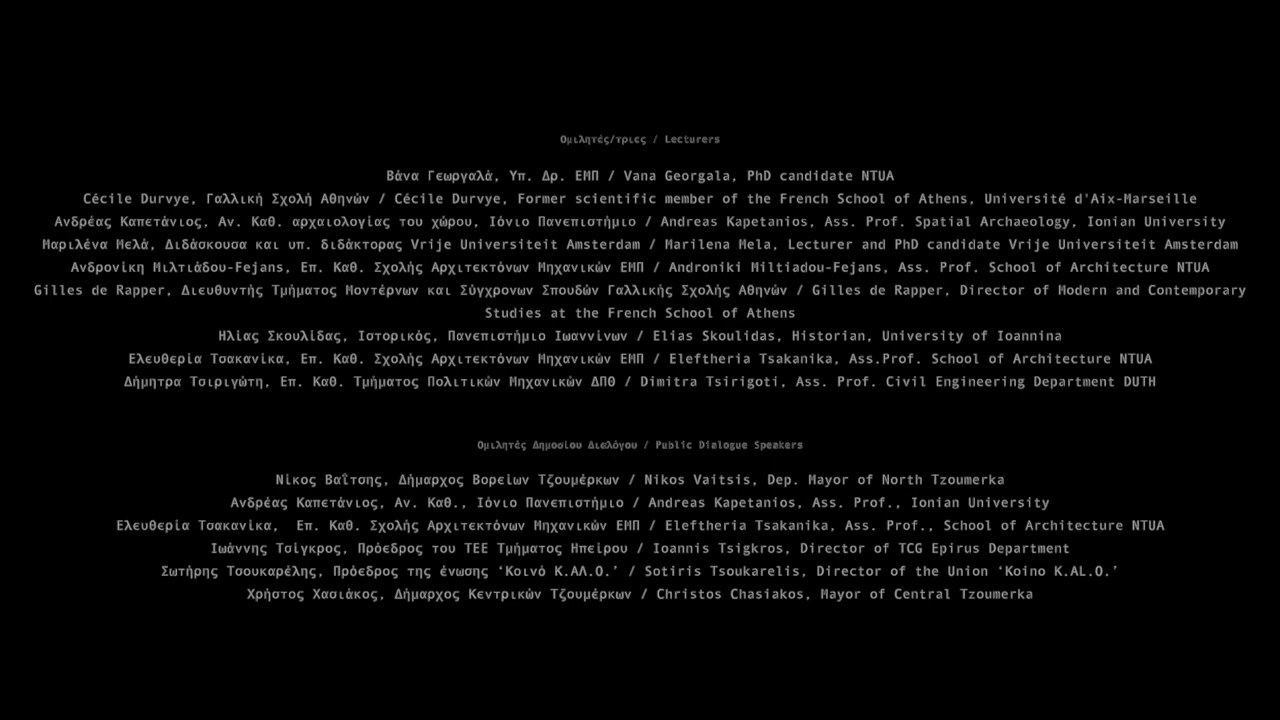 Ομιλητές/τριες / Lecturers
Βάνα Γεωργαλά, Υπ. Δρ. ΕΜΠ / Vana Georgala, PhD candidate NTUA
Cécile Durvye, Γαλλική Σχολή Αθηνών / Cécile Durvye, Former scientific member of the French School of Athens, Université d'Aix-Marseille
Ανδρέας Καπετάνιος, Αν. Καθ. αρχαιολογίας του χώρου, Ιόνιο Πανεπιστήμιο / Andreas Kapetanios, Ass. Prof. Spatial Archaeology, Ionian University
Μαριλένα Μελά, Διδάσκουσα και υπ. διδάκτορας Vrije Universiteit Amsterdam / Marilena Mela, Lecturer and PhD candidate Vrije Universiteit Amsterdam
Ανδρονίκη Μιλτιάδου-Fejans, Επ. Καθ. Σχολής Αρχιτεκτόνων Μηχανικών ΕΜΠ / Androniki Miltiadou-Fejans, Ass. Prof. School of Architecture NTUA
Gilles de Rapper, Διευθυντής Τμήματος Μοντέρνων και Σύγχρονων Σπουδών Γαλλικής Σχολής Αθηνών / Gilles de Rapper, Director of Modern and Contemporary
Studies at the French School of Athens
Ηλίας Σκουλίδας, Ιστορικός, Πανεπιστήμιο Ιωαννίνων / Elias Skoulidas, Historian, University of Ioannina
Ελευθερία Τσακανίκα, Επ. Καθ. Σχολής Αρχιτεκτόνων Μηχανικών ΕΜΠ / Eleftheria Tsakanika, Ass.Prof. School of Architecture NTUA
Δήμητρα Τσιριγώτη, Επ. Καθ. Τμήματος Πολιτικών Μηχανικών ΔΠΘ / Dimitra Tsirigoti, Ass. Prof. Civil Engineering Department DUTH
Ομιλητές Δημοσίου Διαλόγου / Public Dialogue Speakers
Νίκος Βαΐτσης, Δήμαρχος Βορείων Τζουμέρκων / Nikos Vaitsis, Dep. Mayor of North Tzoumerka
Ανδρέας Καπετάνιος, Αν. Καθ., Ιόνιο Πανεπιστήμιο / Andreas Kapetanios, Ass. Prof., Ionian University
Ελευθερία Τσακανίκα,  Επ. Καθ. Σχολής Αρχιτεκτόνων Μηχανικών ΕΜΠ / Eleftheria Tsakanika, Ass. Prof., School of Architecture NTUA
Ιωάννης Τσίγκρος, Πρόεδρος του ΤΕΕ Τμήματος Ηπείρου / Ioannis Tsigkros, Director of TCG Epirus Department
Σωτήρης Τσουκαρέλης, Πρόεδρος της ένωσης ‘Κοινό Κ.ΑΛ.Ο.’ / Sotiris Tsoukarelis, Director of the Union ‘Koino K.AL.O.’
Χρήστος Χασιάκος, Δήμαρχος Κεντρικών Τζουμέρκων / Christos Chasiakos, Mayor of Central Tzoumerka